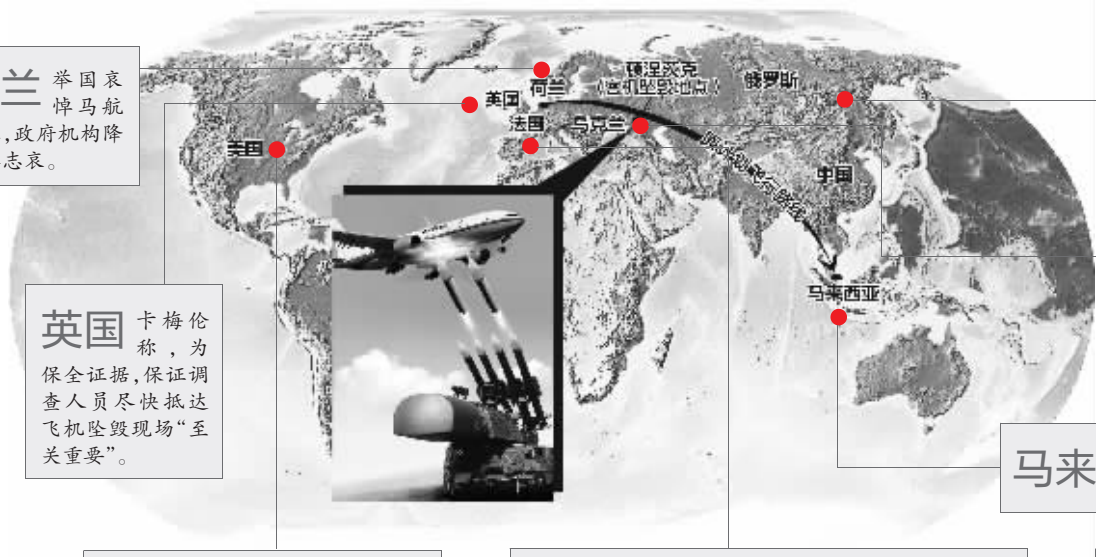 兰 举国哀
悼马航
,政府机构降
志哀。
荷兰
顿涅茨克
(客机坠毁地点)
俄罗斯
英国
法国
乌克兰
美国
中国
马来西亚
英国 卡梅伦
称,为
保全证据,保证调
查人员尽快抵达
飞机坠毁现场“至
关重要”。
马来